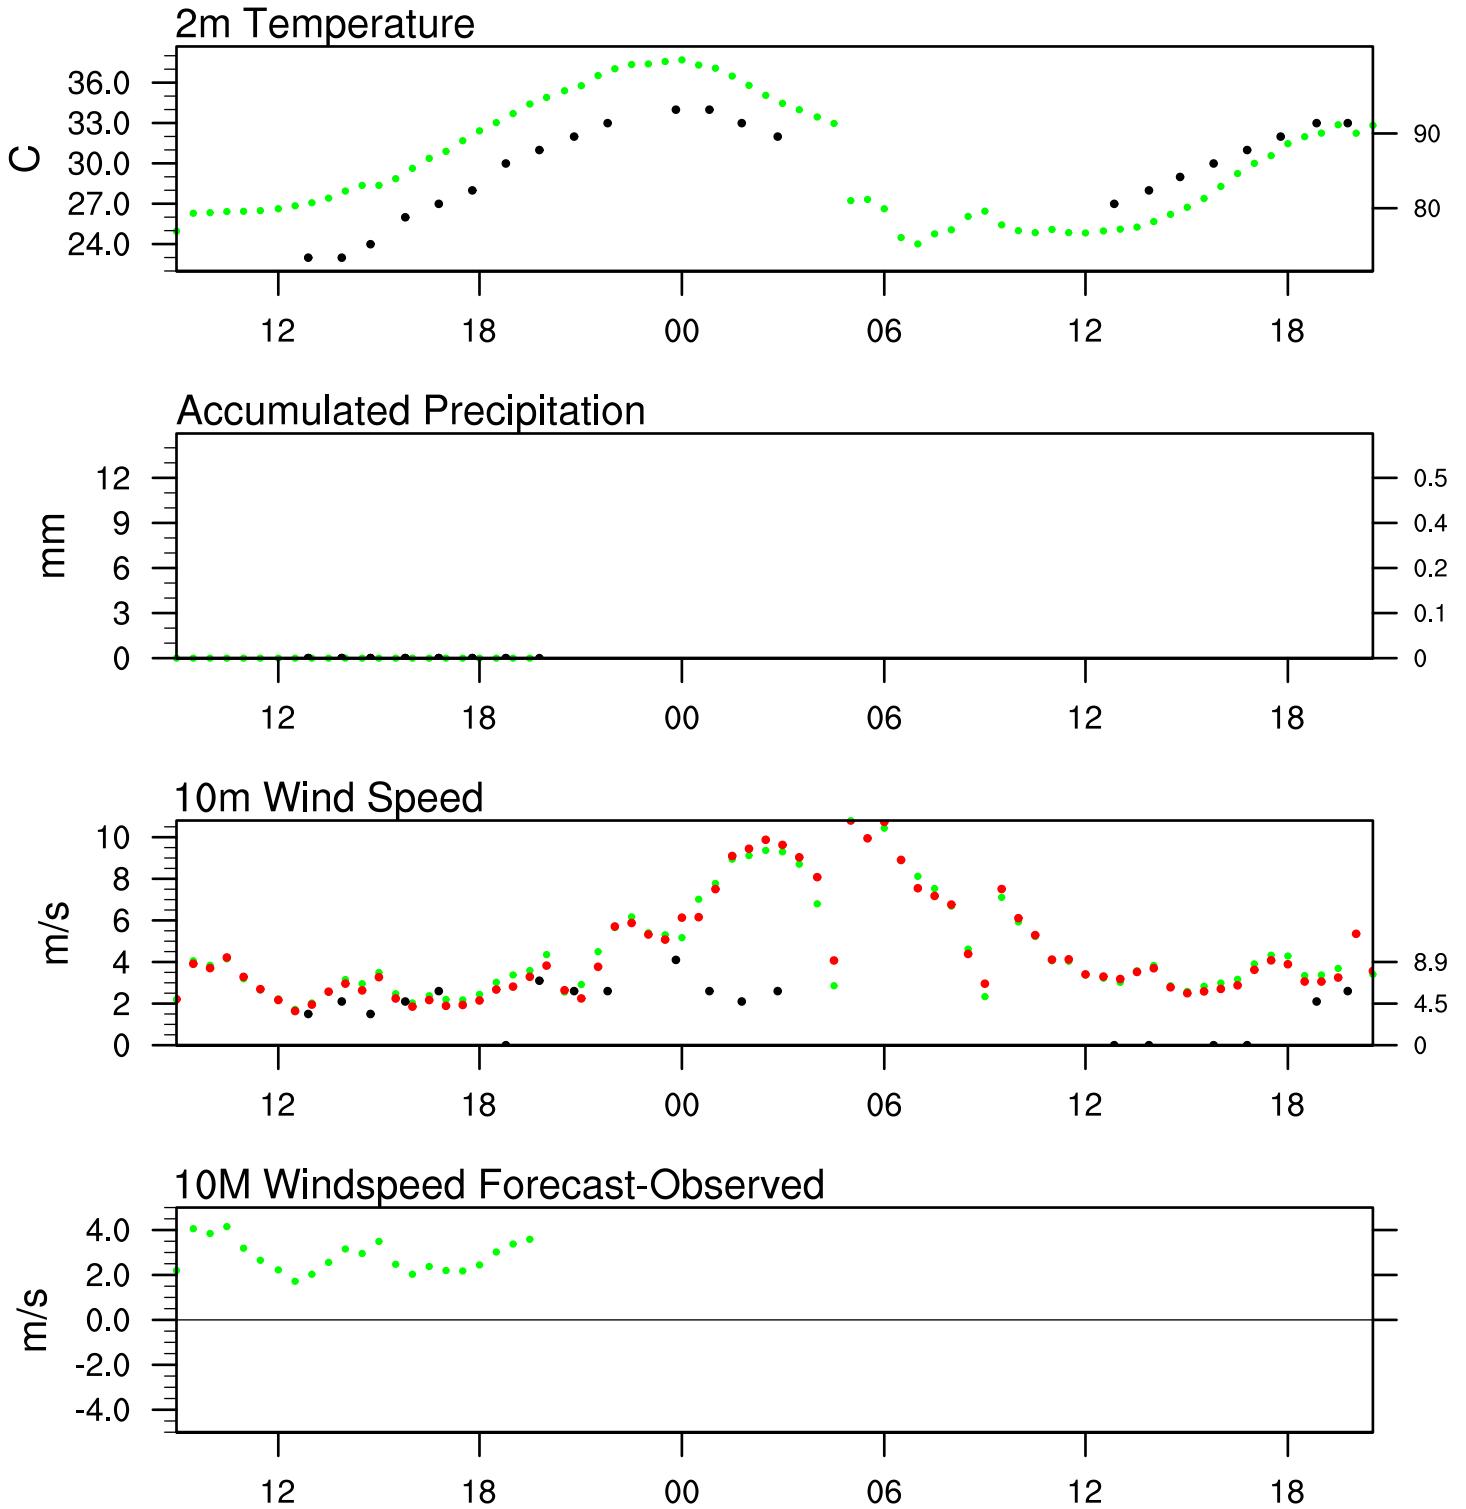 2m Temperature
36.0
33.0
30.0
27.0
24.0
C
90
80
12 18 00 06 12 18
Accumulated Precipitation
12
9
6
3
0
mm
0.5
0.4
0.2
0.1
0
12 18 00 06 12 18
10m Wind Speed
10
8
6
4
2
0
m/s
8.9
4.5
0
12 18 00 06 12 18
10M Windspeed Forecast-Observed
4.0
2.0
0.0
-2.0
-4.0
m/s
12 18 00 06 12 18